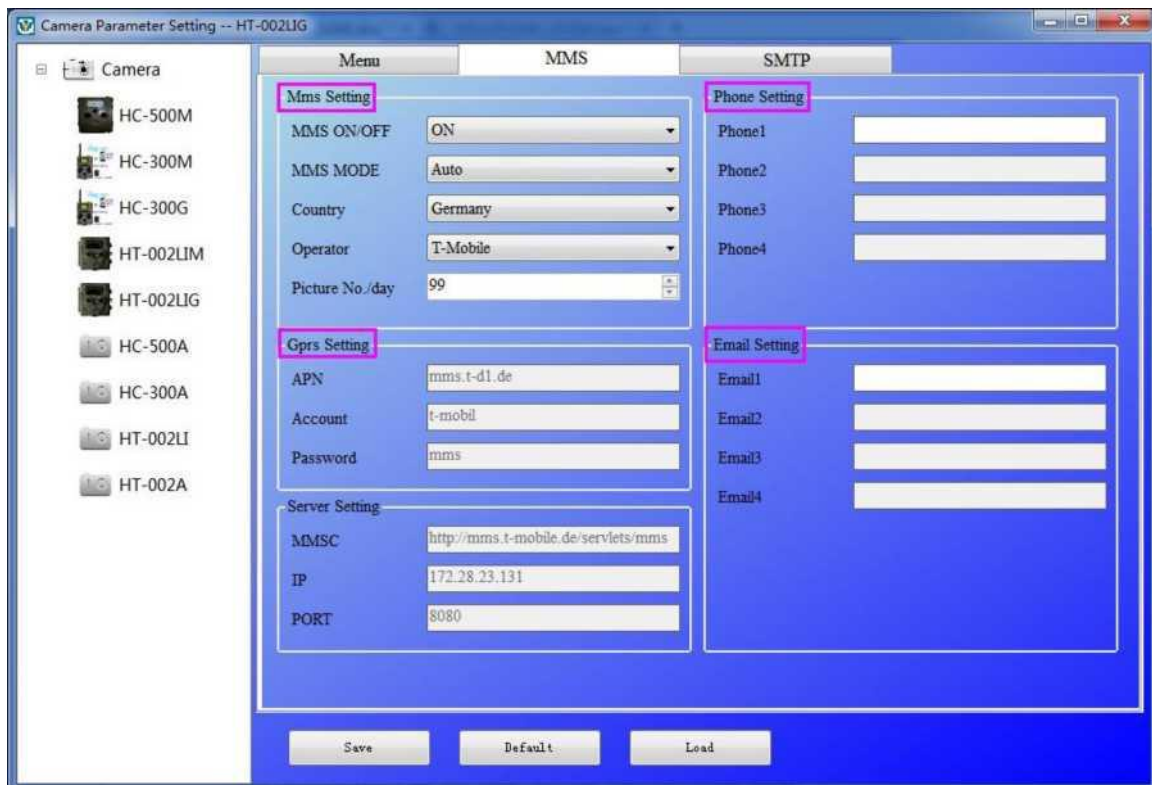 Camera Parameter Setting -- HT-002LIG
Camera
HC-500M
HC-300M
HC-300G
HT-002LIM
HT-002LIG
HC-500A
HC-300A
HT-002LI
HT-002A
Menu
MMS
SMTP
Mms Setting
MMS ON/OFF ON
MMS MODE Auto
Country Germany
Operator T-Mobile
Picture No./day 99
Gprs Setting
APN mms.t-d1.de
Account t-mobil
Password mms
Server Setting
MMSC http://mms.t-mobile.de/servlets/mms
IP 172.28.23.131
PORT 8080
Phone Setting
Phone1
Phone2
Phone3
Phone4
Email Setting
Email1
Email2
Email3
Email4
Save
Default
Load